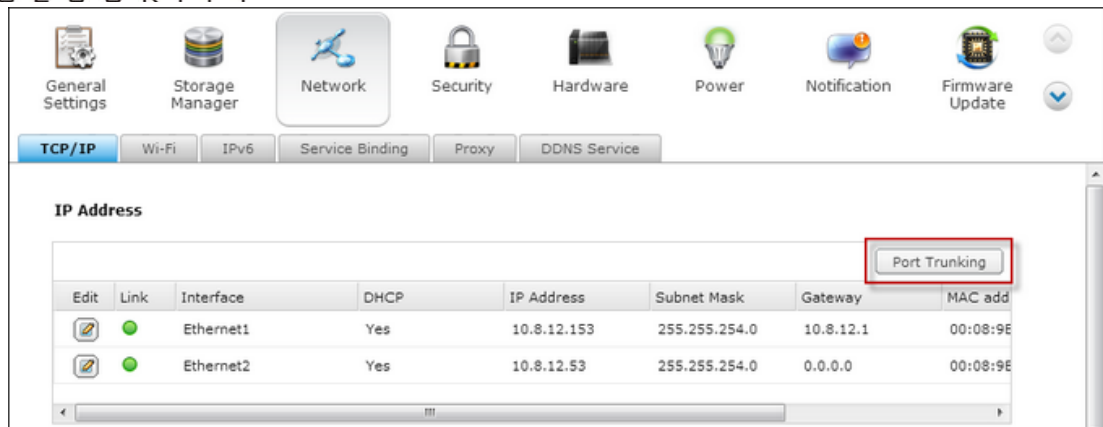 General Settings
Storage Manager
Network
Security
Hardware
Power
Notification
Firmware Update
TCP/IP
Wi-Fi
IPv6
Service Binding
Proxy
DDNS Service
IP Address
Port Trunking
Edit Link Interface DHCP IP Address Subnet Mask Gateway MAC add
Ethernet1 Yes 10.8.12.153 255.255.254.0 10.8.12.1 00:08:9E
Ethernet2 Yes 10.8.12.53 255.255.254.0 0.0.0.0 00:08:9E